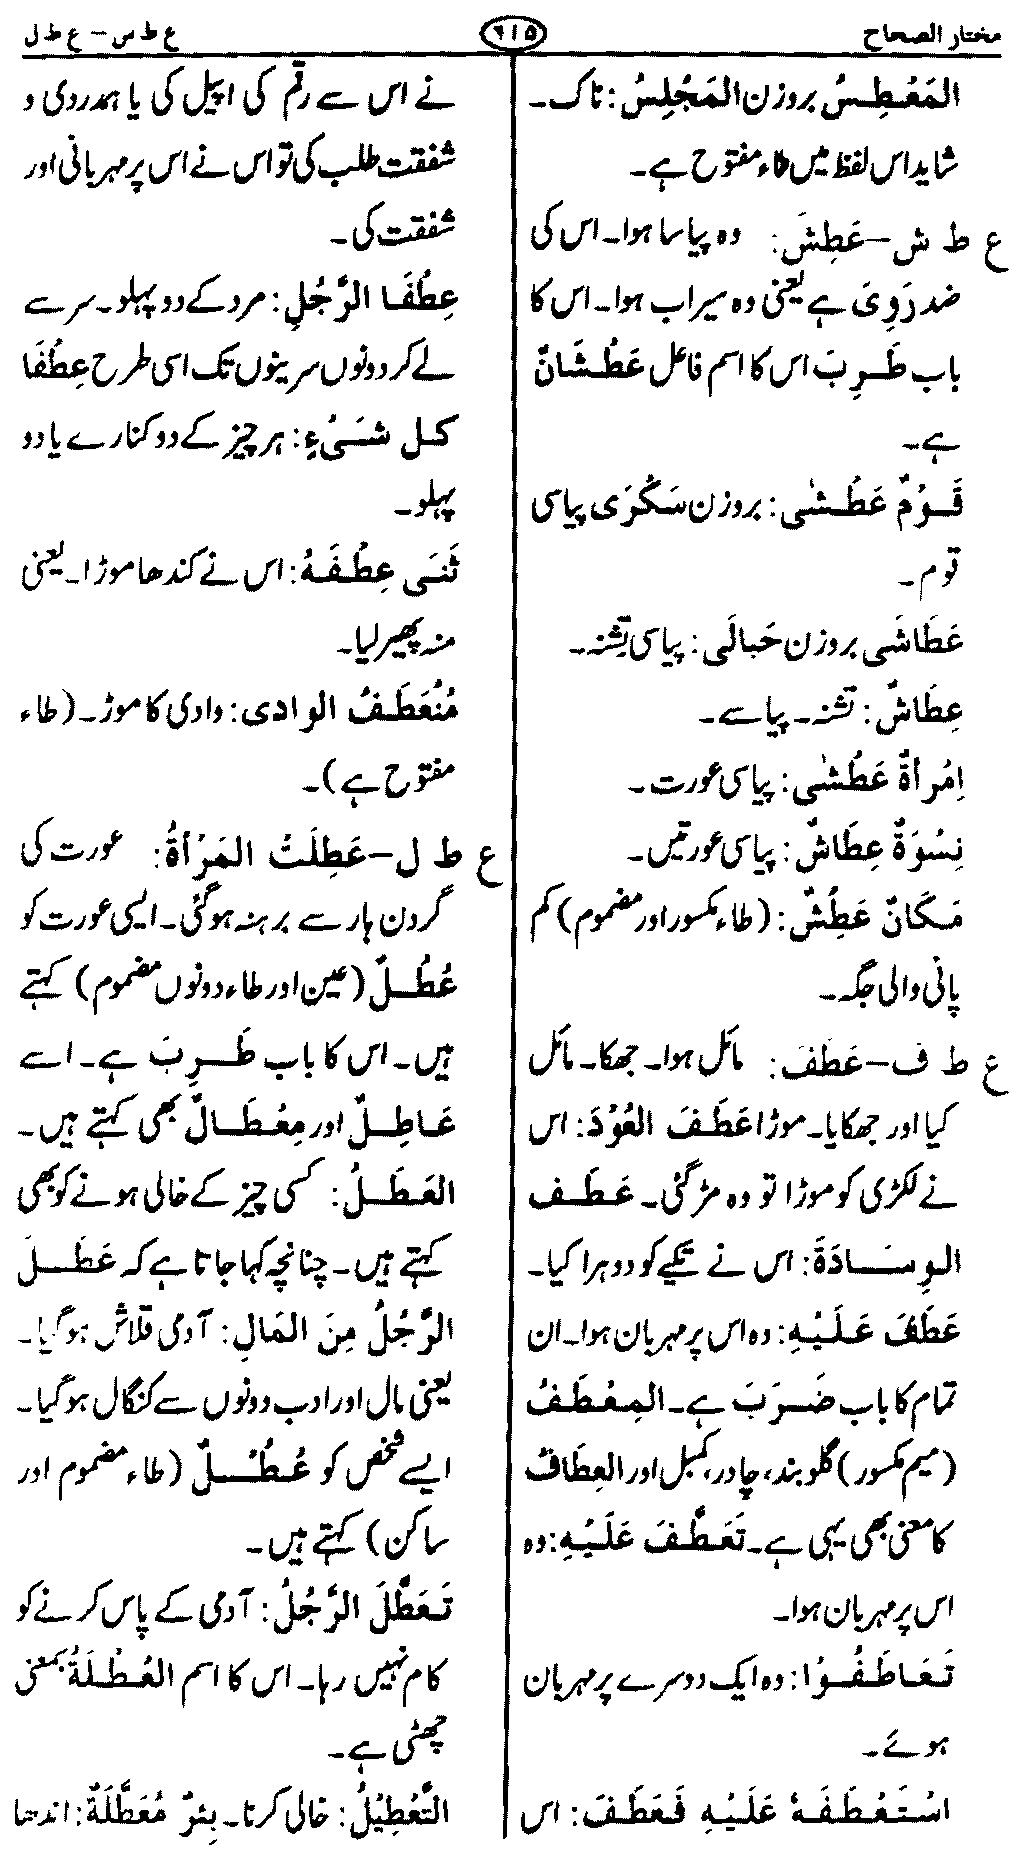 مختار الصحاح
۶۱۵
ع ط س – ع ط ل
المَعْطِسُ بروزن المَجْلِسُ: ناک۔
شاید اس لفظ میں طاء مفتوح ہے۔
ع ط ش – عَطِشَ: وہ پیاسا ہوا۔ اس کی
ضد رَوِیَ ہے یعنی وہ سیراب ہوا۔ اس کا
باب طَرِبَ اس کا اسم فاعل عَطْشَانٌ
ہے۔
قَوْمٌ عَطْشٰی: بروزن سَکْرَی پیاسی
قوم۔
عَطَاشَی بروزن حَبالَی: پیاسی تشنہ۔
عِطَاشٌ: تشنہ۔ پیاسے۔
اِمْرأةٌ عَطْشٰی: پیاسی عورت۔
نِسْوَةٌ عِطَاشٌ: پیاسی عورتیں۔
مَکَانٌ عَطِشٌ: (طاء مکسور اور مضموم) کم
پانی والی جگہ۔
ع ط ف – عَطَفَ: مائل ہوا۔ جھکا۔ مائل
کیا اور جھکایا۔ موڑا عَطَفَ العُوْدَ: اس
نے لکڑی کو موڑا تو وہ مڑ گئی۔ عَطَف
الوِسَادَةَ: اس نے تکیے کو دوہرا کیا۔
عَطَفَ عَلَیْهِ: وہ اس پر مہربان ہوا۔ ان
تمام کا باب ضَرَبَ ہے۔ المِعْطَفُ
(میم مکسور) گلوبند، چادر، کمبل اور العِطَافُ
کا معنی بھی یہی ہے۔ تَعَطَّفَ عَلَیْهِ: وہ
اس پر مہربان ہوا۔
تَعَاطَفُوْا: وہ ایک دوسرے پر مہربان
ہوئے۔
اسْتَعْطَفَهٗ عَلَیْهِ فَعَطَفَ: اس
نے اس سے رقم کی اپیل کی یا ہمدردی و
شفقت طلب کی تو اس نے اس پر مہربانی اور
شفقت کی۔
عِطْفَا الرَّجُلِ: مرد کے دو پہلو۔ سر سے
لے کر دونوں سرینوں تک اسی طرح عِطْفَا
کل شَیْءٍ: ہر چیز کے دو کنارے یا دو
پہلو۔
ثَنَی عِطْفَهُ: اس نے کندھا موڑا۔ یعنی
منہ پھیر لیا۔
مُنْعَطَفُ الوادی: وادی کا موڑ۔ (طاء
مفتوح ہے)۔
ع ط ل – عَطِلَتْ المَرْأةُ: عورت کی
گردن ہار سے برہنہ ہوگئی۔ ایسی عورت کو
عُطُلٌ (عین اور طاء دونوں مضموم) کہتے
ہیں۔ اس کا باب طَرِبَ ہے۔ اسے
عَاطِلٌ اور مِعْطَالٌ بھی کہتے ہیں۔
العَطَلُ: کسی چیز کے خالی ہونے کو بھی
کہتے ہیں۔ چنانچہ کہا جاتا ہے کہ عَطَلَ
الرَّجُلُ مِنَ المَالِ: آدمی قلاش ہوگیا۔
یعنی مال اور ادب دونوں سے کنگال ہوگیا۔
ایسے شخص کو عُطْلٌ (طاء مضموم اور
ساکن) کہتے ہیں۔
تَعَطَّلَ الرَّجُلُ: آدمی کے پاس کرنے کو
کام نہیں رہا۔ اس کا اسم العُطْلَةُ بمعنی
چھٹی ہے۔
التَّعْطِیْلُ: خالی کرنا۔ بِئرٌ مُعَطَّلَةٌ: اندھا